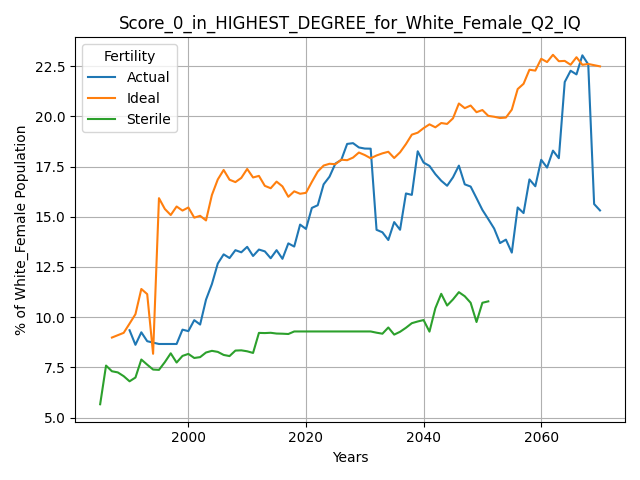 Score_0_in_HIGHEST_DEGREE_for_White_Female_Q2_IQ
Fertility
Actual
Ideal
Sterile
% of White_Female Population
22.5
20.0
17.5
15.0
12.5
10.0
7.5
5.0
2000
2020
2040
2060
Years